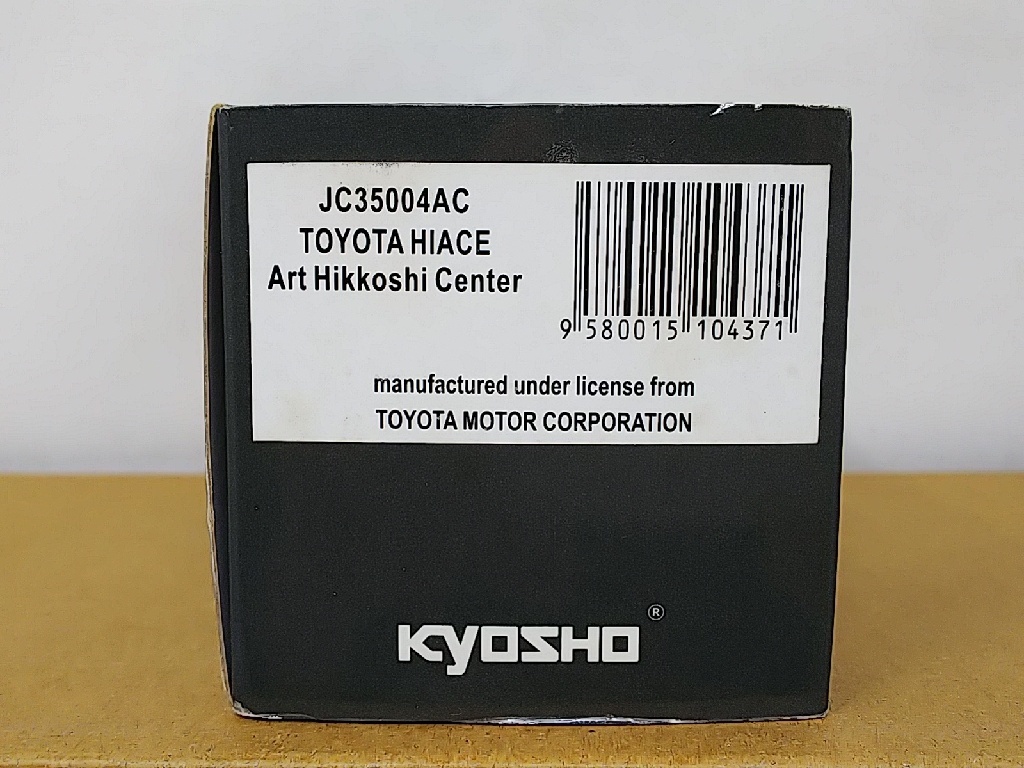 JC35004AC
TOYOTA HIACE
Art Hikkoshi Center
9 580015 104371
manufactured under license from
TOYOTA MOTOR CORPORATION
KYOSHO®